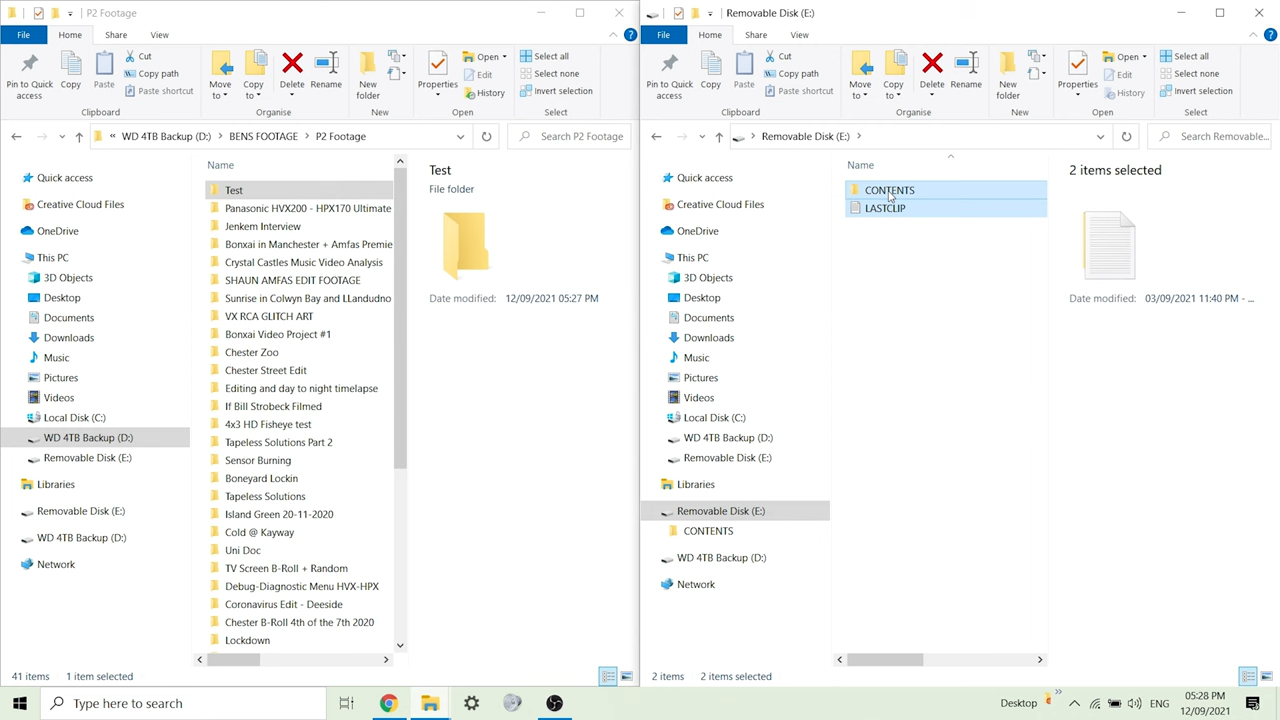 P2 Footage
File
Home
Share
View
Pin to Quick access
Copy
Paste
Cut
Copy path
Paste shortcut
Clipboard
Move to
Copy to
Delete
Rename
Organise
New folder
New
Properties
Open
Edit
History
Open
Select all
Select none
Invert selection
Select
« WD 4TB Backup (D:) > BENS FOOTAGE > P2 Footage
Search P2 Footage
Quick access
Creative Cloud Files
OneDrive
This PC
3D Objects
Desktop
Documents
Downloads
Music
Pictures
Videos
Local Disk (C:)
WD 4TB Backup (D:)
Removable Disk (E:)
Libraries
Removable Disk (E:)
WD 4TB Backup (D:)
Network
Name
Test
Panasonic HVX200 - HPX170 Ultimate
Jenkem Interview
Bonxai in Manchester + Amfas Premie
Crystal Castles Music Video Analysis
SHAUN AMFAS EDIT FOOTAGE
Sunrise in Colwyn Bay and LLandudno
VX RCA GLITCH ART
Bonxai Video Project #1
Chester Zoo
Chester Street Edit
Editing and day to night timelapse
If Bill Strobeck Filmed
4x3 HD Fisheye test
Tapeless Solutions Part 2
Sensor Burning
Boneyard Lockin
Tapeless Solutions
Island Green 20-11-2020
Cold @ Kayway
Uni Doc
TV Screen B-Roll + Random
Debug-Diagnostic Menu HVX-HPX
Coronavirus Edit - Deeside
Chester B-Roll 4th of the 7th 2020
Lockdown
Test
File folder
Date modified: 12/09/2021 05:27 PM
41 items
1 item selected
Removable Disk (E:)
File
Home
Share
View
Pin to Quick access
Copy
Paste
Cut
Copy path
Paste shortcut
Clipboard
Move to
Copy to
Delete
Rename
Organise
New folder
New
Properties
Open
Edit
History
Open
Select all
Select none
Invert selection
Select
> Removable Disk (E:) >
Search Removable...
Quick access
Creative Cloud Files
OneDrive
This PC
3D Objects
Desktop
Documents
Downloads
Music
Pictures
Videos
Local Disk (C:)
WD 4TB Backup (D:)
Removable Disk (E:)
Libraries
Removable Disk (E:)
CONTENTS
WD 4TB Backup (D:)
Network
Name
CONTENTS
LASTCLIP
2 items selected
Date modified: 03/09/2021 11:40 PM - ...
2 items
2 items selected
Type here to search
Desktop
ENG
05:28 PM
12/09/2021